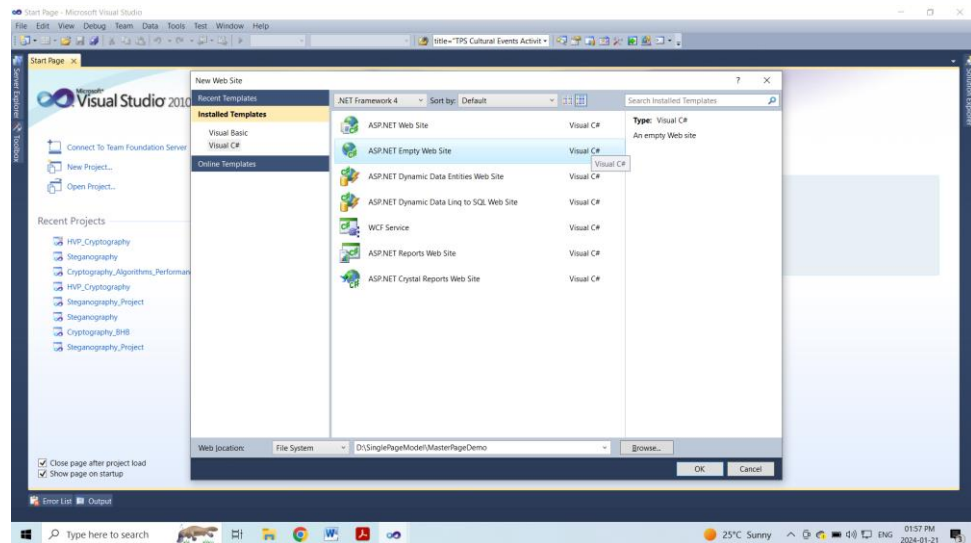 Start Page - Microsoft Visual Studio
File Edit View Debug Team Data Tools Test Window Help
title="TPS Cultural Events Activit
Start Page
Server Explorer
Toolbox
Solution Explorer
Microsoft
Visual Studio 2010
Connect To Team Foundation Server
New Project...
Open Project...
Recent Projects
HVP_Cryptography
Steganography
Cryptography_Algorithms_Performan
HVP_Cryptography
Steganography_Project
Steganography
Cryptography_BHB
Steganography_Project
Close page after project load
Show page on startup
New Web Site
Recent Templates
Installed Templates
Visual Basic
Visual C#
Online Templates
.NET Framework 4 Sort by: Default Search Installed Templates
ASP.NET Web Site Visual C#
ASP.NET Empty Web Site Visual C#
ASP.NET Dynamic Data Entities Web Site Visual C#
ASP.NET Dynamic Data Linq to SQL Web Site Visual C#
WCF Service Visual C#
ASP.NET Reports Web Site Visual C#
ASP.NET Crystal Reports Web Site Visual C#
Visual C#
Type: Visual C#
An empty Web site
Web location: File System D:\SinglePageModel\MasterPageDemo Browse...
OK Cancel
Error List Output
Type here to search 25°C Sunny ENG 01:57 PM
2024-01-21